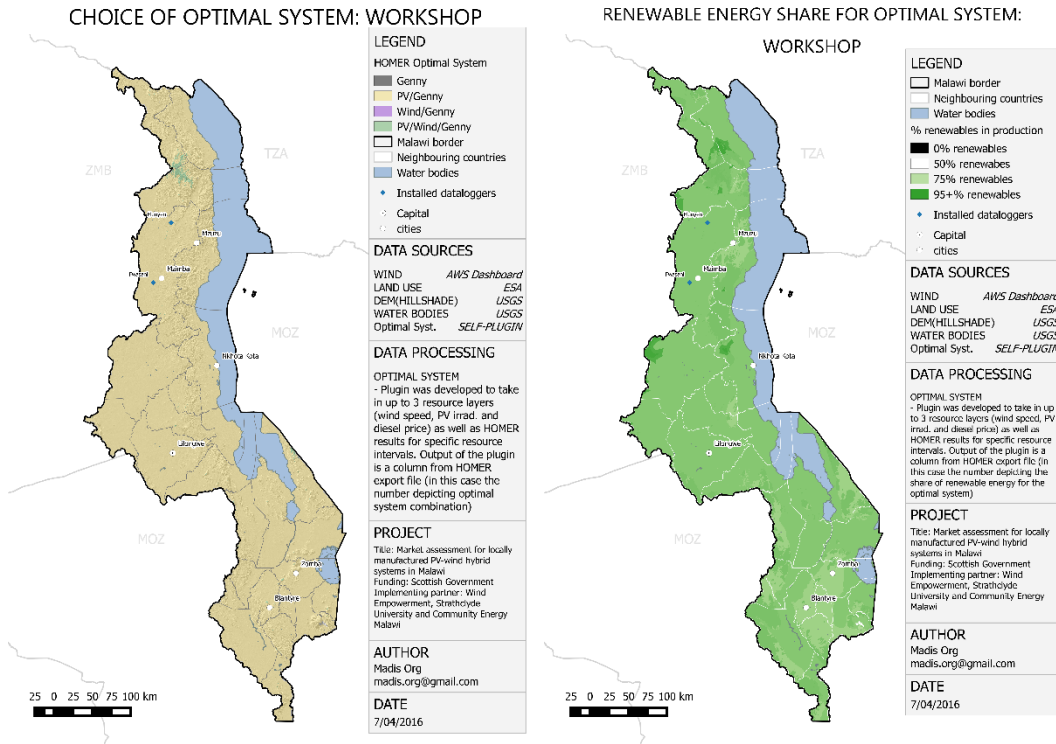 CHOICE OF OPTIMAL SYSTEM: WORKSHOP
LEGEND
HOMER Optimal System
Genny
PV/Genny
Wind/Genny
PV/Wind/Genny
Malawi border
Neighbouring countries
Water bodies
Installed dataloggers
Capital
cities
DATA SOURCES
WIND AWS Dashboard
LAND USE ESA
DEM(HILLSHADE) USGS
WATER BODIES USGS
Optimal Syst. SELF-PLUGIN
DATA PROCESSING
OPTIMAL SYSTEM
- Plugin was developed to take
in up to 3 resource layers
(wind speed, PV irrad. and
diesel price) as well as HOMER
results for specific resource
intervals. Output of the plugin
is a column from HOMER
export file (in this case the
number depicting optimal
system combination)
PROJECT
Title: Market assessment for locally
manufactured PV-wind hybrid
systems in Malawi
Funding: Scottish Government
Implementing partner: Wind
Empowerment, Strathclyde
University and Community Energy
Malawi
AUTHOR
Madis Org
madis.org@gmail.com
DATE
7/04/2016
ZMB
TZA
MOZ
MOZ
Mzuzu
Mzimba
Nkhota Kota
Lilongwe
Zomba
Blantyre
25 0 25 50 75 100 km
RENEWABLE ENERGY SHARE FOR OPTIMAL SYSTEM:
WORKSHOP
LEGEND
Malawi border
Neighbouring countries
Water bodies
% renewables in production
0% renewables
50% renewabes
75% renewables
95+% renewables
Installed dataloggers
Capital
cities
DATA SOURCES
WIND AWS Dashboard
LAND USE ESA
DEM(HILLSHADE) USGS
WATER BODIES USGS
Optimal Syst. SELF-PLUGIN
DATA PROCESSING
OPTIMAL SYSTEM
- Plugin was developed to take in up
to 3 resource layers (wind speed, PV
irrad. and diesel price) as well as
HOMER results for specific resource
intervals. Output of the plugin is a
column from HOMER export file (in
this case the number depicting the
share of renewable energy for the
optimal system)
PROJECT
Title: Market assessment for locally
manufactured PV-wind hybrid
systems in Malawi
Funding: Scottish Government
Implementing partner: Wind
Empowerment, Strathclyde
University and Community Energy
Malawi
AUTHOR
Madis Org
madis.org@gmail.com
DATE
7/04/2016
ZMB
TZA
MOZ
MOZ
Mzuzu
Mzimba
Nkhota Kota
Lilongwe
Zomba
Blantyre
25 0 25 50 75 100 km